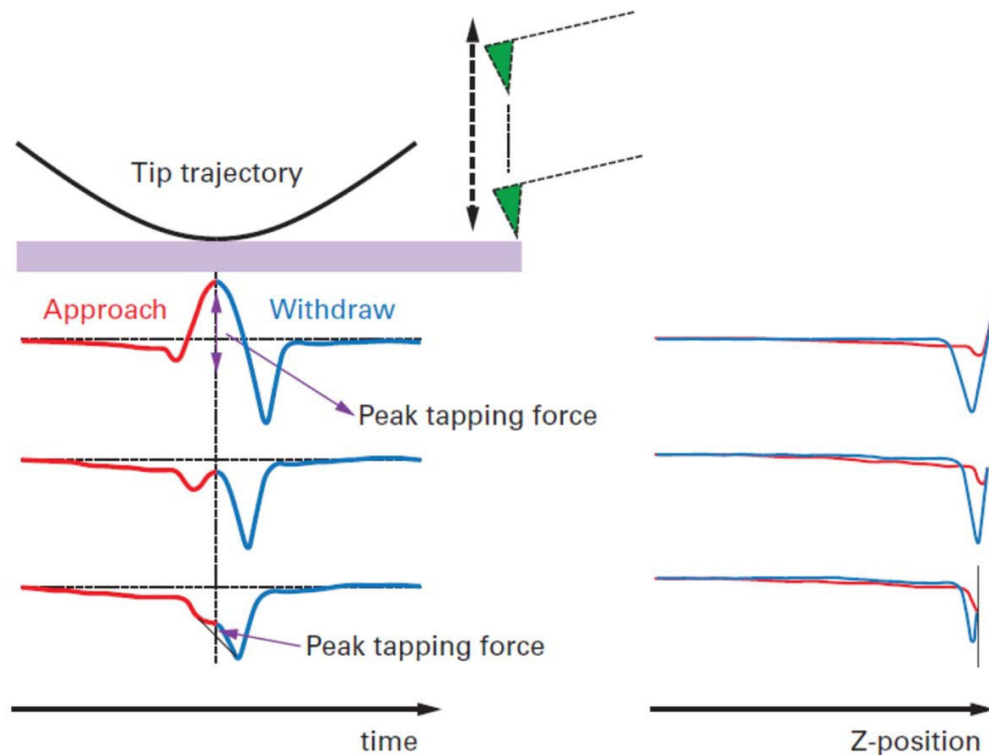 Tip trajectory
Approach
Withdraw
Peak tapping force
Peak tapping force
time
Z-position